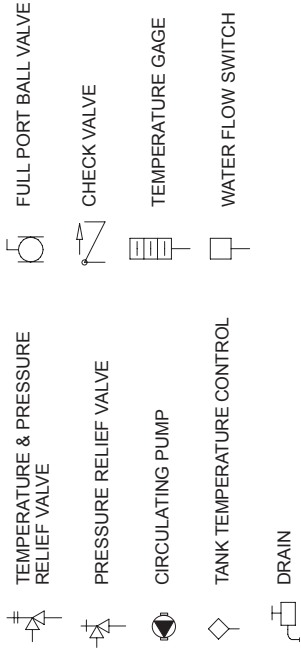 TEMPERATURE & PRESSURE
RELIEF VALVE
PRESSURE RELIEF VALVE
CIRCULATING PUMP
TANK TEMPERATURE CONTROL
DRAIN
FULL PORT BALL VALVE
CHECK VALVE
TEMPERATURE GAGE
WATER FLOW SWITCH